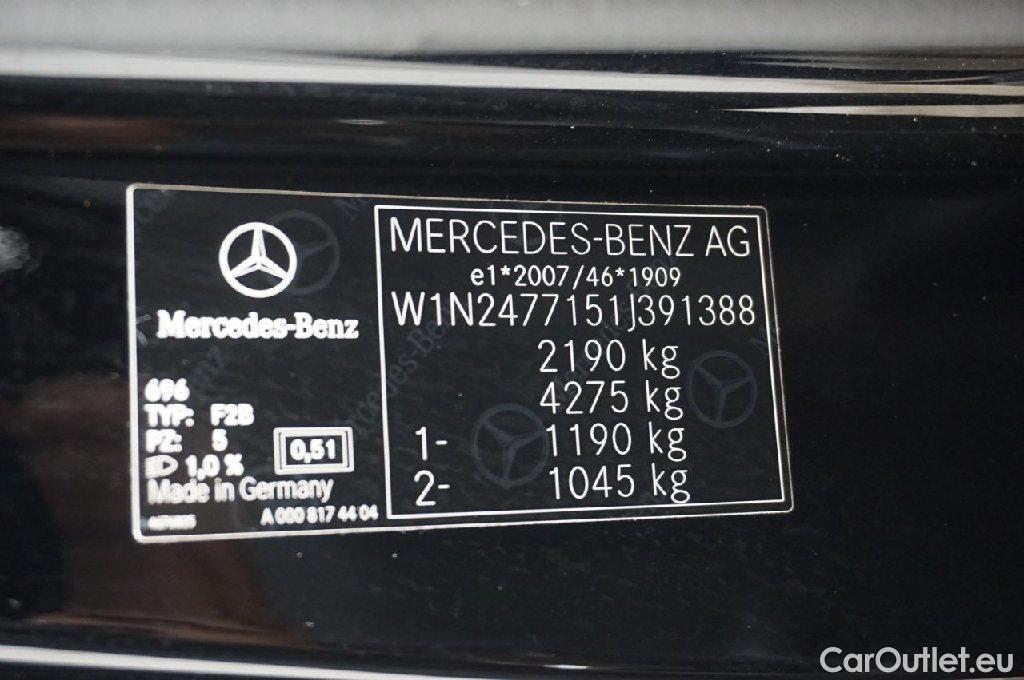 Mercedes-Benz
696
TYP: F2B
PZ: 5
1,0 %
0,51
Made in Germany
A 000 817 44 04
MERCEDES-BENZ AG
e1*2007/46*1909
W1N2477151J391388
2190 kg
4275 kg
1- 1190 kg
2- 1045 kg
CarOutlet.eu